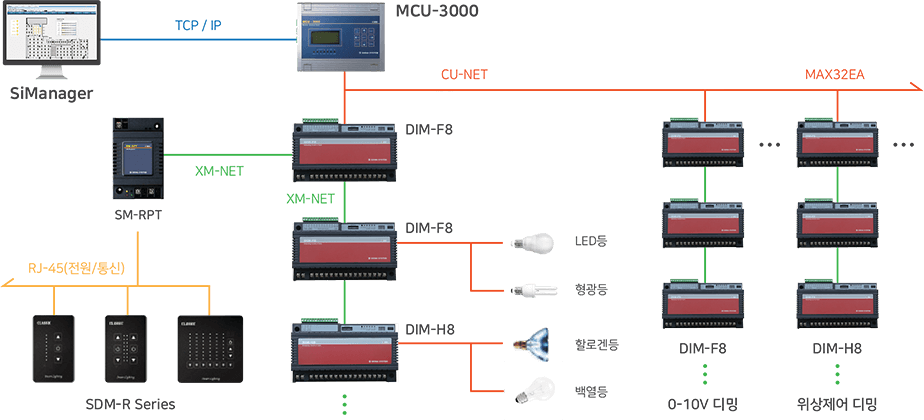 MCU-3000
TCP / IP
SiManager
CU-NET
MAX32EA
DIM-F8
XM-NET
XM-NET
SM-RPT
DIM-F8
LED등
RJ-45(전원/통신)
형광등
DIM-H8
할로겐등
DIM-F8
DIM-H8
백열등
SDM-R Series
0-10V 디밍
위상제어 디밍